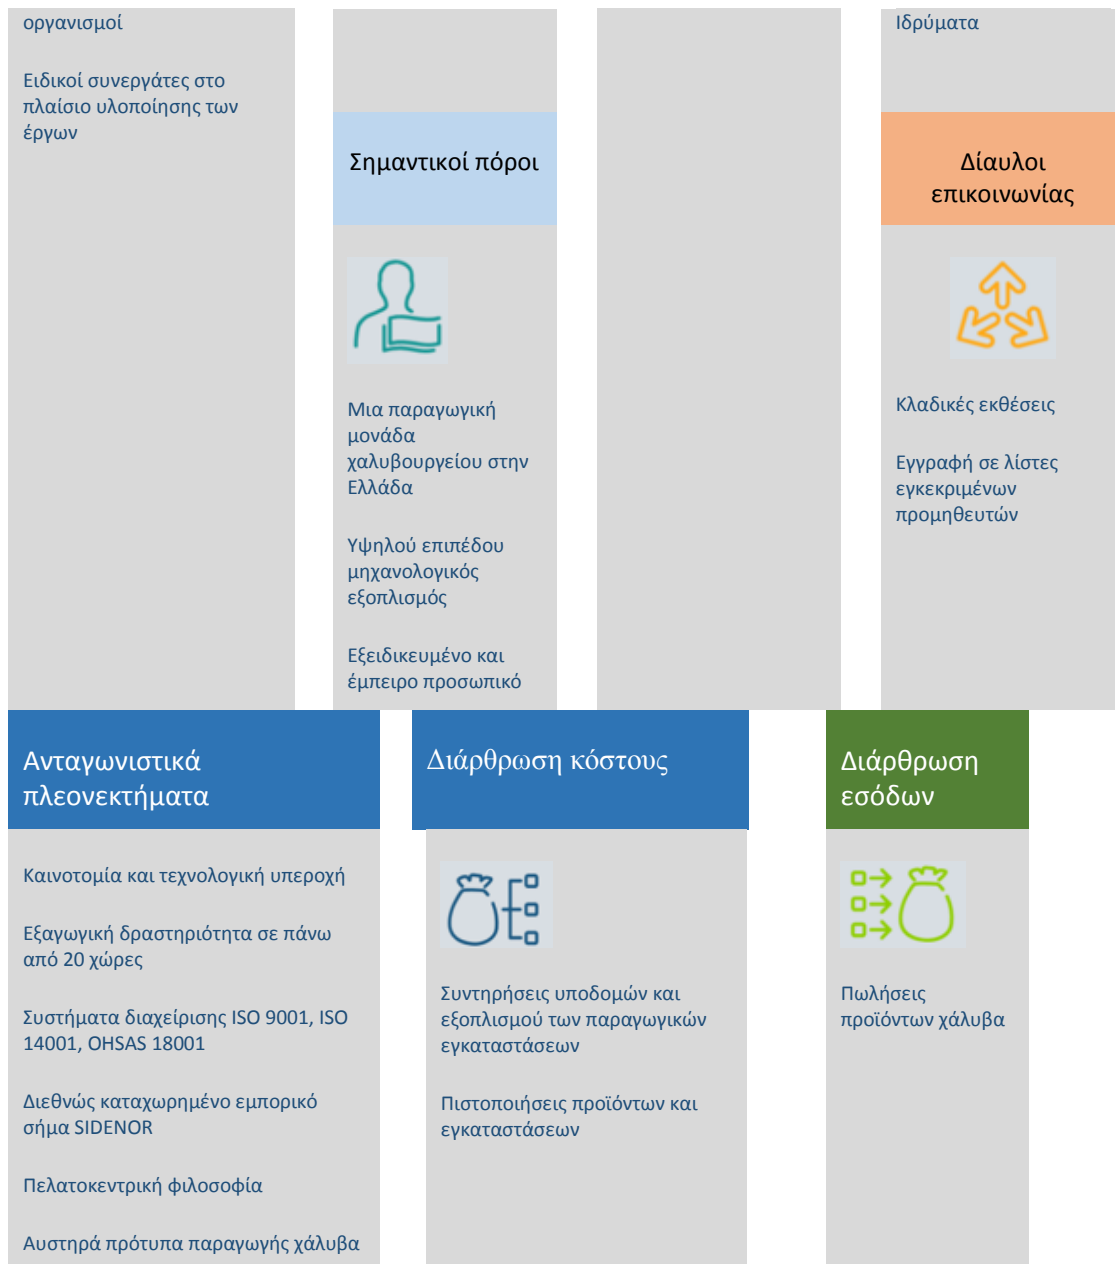 οργανισμοί
Ειδικοί συνεργάτες στο
πλαίσιο υλοποίησης των
έργων
Σημαντικοί πόροι
Μια παραγωγική
μονάδα
χαλυβουργείου στην
Ελλάδα
Υψηλού επιπέδου
μηχανολογικός
εξοπλισμός
Εξειδικευμένο και
έμπειρο προσωπικό
Ιδρύματα
Δίαυλοι
επικοινωνίας
Κλαδικές εκθέσεις
Εγγραφή σε λίστες
εγκεκριμένων
προμηθευτών
Ανταγωνιστικά
πλεονεκτήματα
Καινοτομία και τεχνολογική υπεροχή
Εξαγωγική δραστηριότητα σε πάνω
από 20 χώρες
Συστήματα διαχείρισης ISO 9001, ISO
14001, OHSAS 18001
Διεθνώς καταχωρημένο εμπορικό
σήμα SIDENOR
Πελατοκεντρική φιλοσοφία
Αυστηρά πρότυπα παραγωγής χάλυβα
Διάρθρωση κόστους
Συντηρήσεις υποδομών και
εξοπλισμού των παραγωγικών
εγκαταστάσεων
Πιστοποιήσεις προϊόντων και
εγκαταστάσεων
Διάρθρωση
εσόδων
Πωλήσεις
προϊόντων χάλυβα